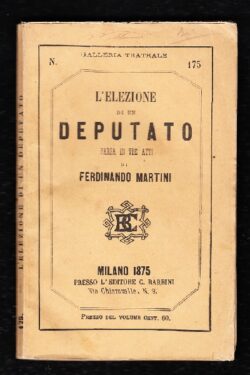 GALLERIA TEATRALE
N. 175
L'ELEZIONE
DI UN
DEPUTATO
FARSA IN TRE ATTI
DI
FERDINANDO MARTINI
MILANO 1875
PRESSO L'EDITORE C. BARBINI
Via Chiaravalle, N. 9.
PREZZO DEL VOLUME CENT. 60.
L'ELEZIONE DI UN DEPUTATO
175.